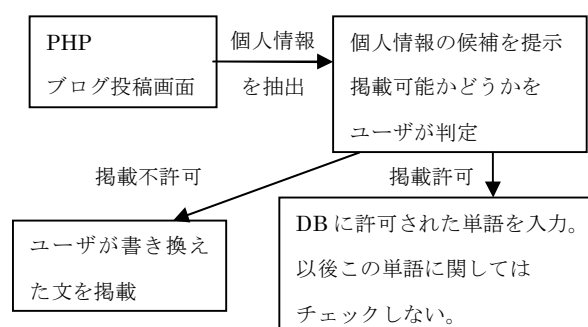 PHP
ブログ投稿画面
個人情報
を抽出
個人情報の候補を提示
掲載可能かどうかを
ユーザが判定
掲載不許可
掲載許可
ユーザが書き換え
た文を掲載
DB に許可された単語を入力。
以後この単語に関しては
チェックしない。